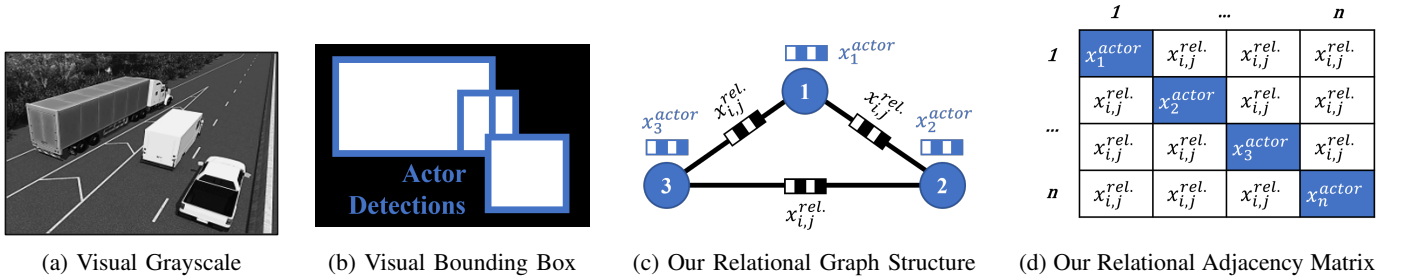 Actor
Detections
x_1^{actor}
1
x_{i,j}^{rel.}
x_{i,j}^{rel.}
x_3^{actor}
x_2^{actor}
3
2
x_{i,j}^{rel.}
1 ... n
1 x_1^{actor} x_{i,j}^{rel.} x_{i,j}^{rel.} x_{i,j}^{rel.}
x_{i,j}^{rel.} x_2^{actor} x_{i,j}^{rel.} x_{i,j}^{rel.}
... x_{i,j}^{rel.} x_{i,j}^{rel.} x_3^{actor} x_{i,j}^{rel.}
n x_{i,j}^{rel.} x_{i,j}^{rel.} x_{i,j}^{rel.} x_n^{actor}
(a) Visual Grayscale
(b) Visual Bounding Box
(c) Our Relational Graph Structure
(d) Our Relational Adjacency Matrix